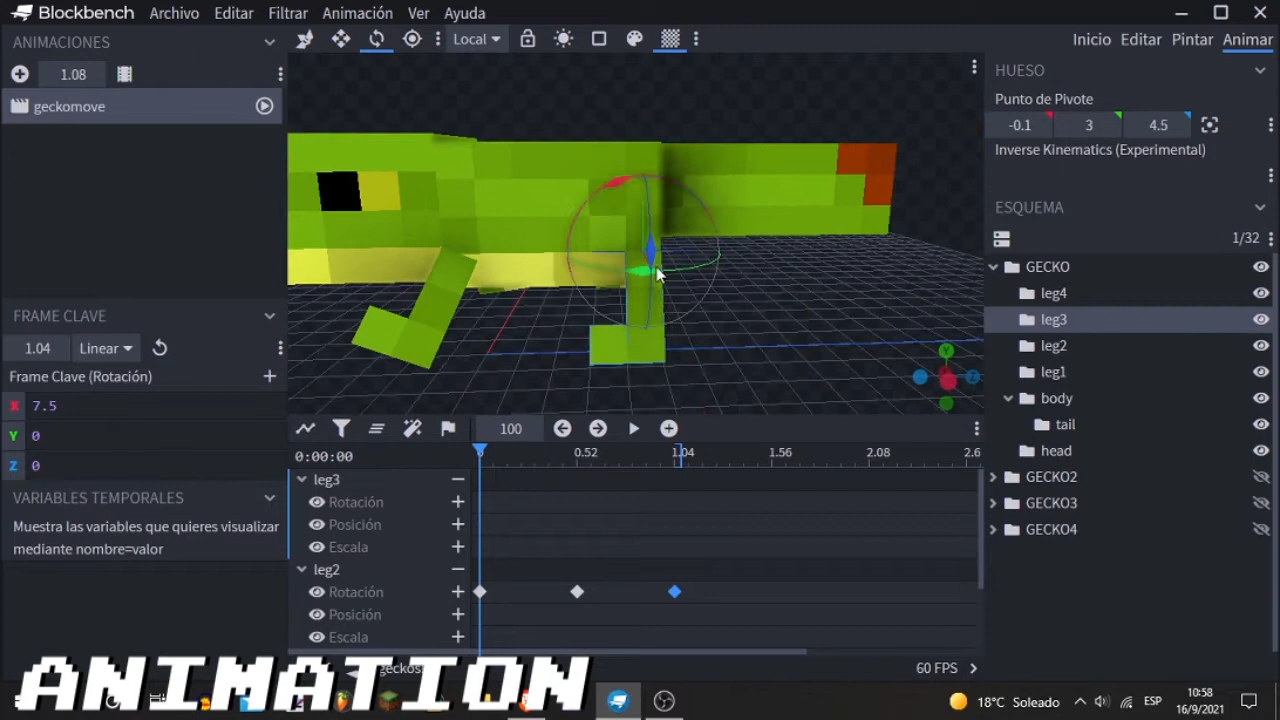 Blockbench
Archivo Editar Filtrar Animación Ver Ayuda
ANIMACIONES
1.08
geckomove
Local
Inicio Editar Pintar Animar
HUESO
Punto de Pivote
-0.1 3 4.5
Inverse Kinematics (Experimental)
ESQUEMA
1/32
GECKO
leg4
leg3
leg2
leg1
body
tail
head
GECKO2
GECKO3
GECKO4
FRAME CLAVE
1.04 Linear
Frame Clave (Rotación)
X 7.5
Y 0
Z 0
VARIABLES TEMPORALES
Muestra las variables que quieres visualizar
mediante nombre=valor
100
0:00:00
0 0.52 1.04 1.56 2.08 2.6
leg3
Rotación
Posición
Escala
leg2
Rotación
Posición
Escala
60 FPS
ANIMATION
18°C Soleado
ESP
10:58
16/9/2021